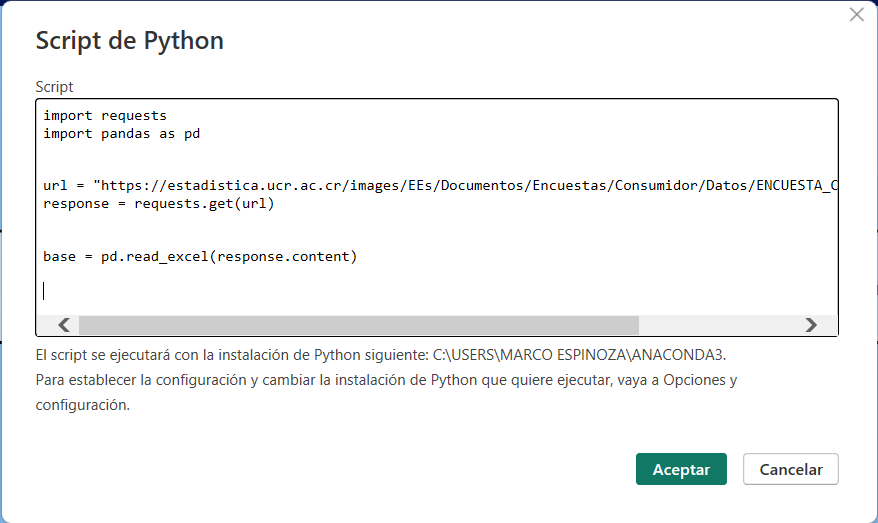 Script de Python
Script
import requests
import pandas as pd
url = "https://estadistica.ucr.ac.cr/images/EEs/Documentos/Encuestas/Consumidor/Datos/ENCUESTA_C
response = requests.get(url)
base = pd.read_excel(response.content)
El script se ejecutará con la instalación de Python siguiente: C:\USERS\MARCO ESPINOZA\ANACONDA3.
Para establecer la configuración y cambiar la instalación de Python que quiere ejecutar, vaya a Opciones y
configuración.
Aceptar
Cancelar